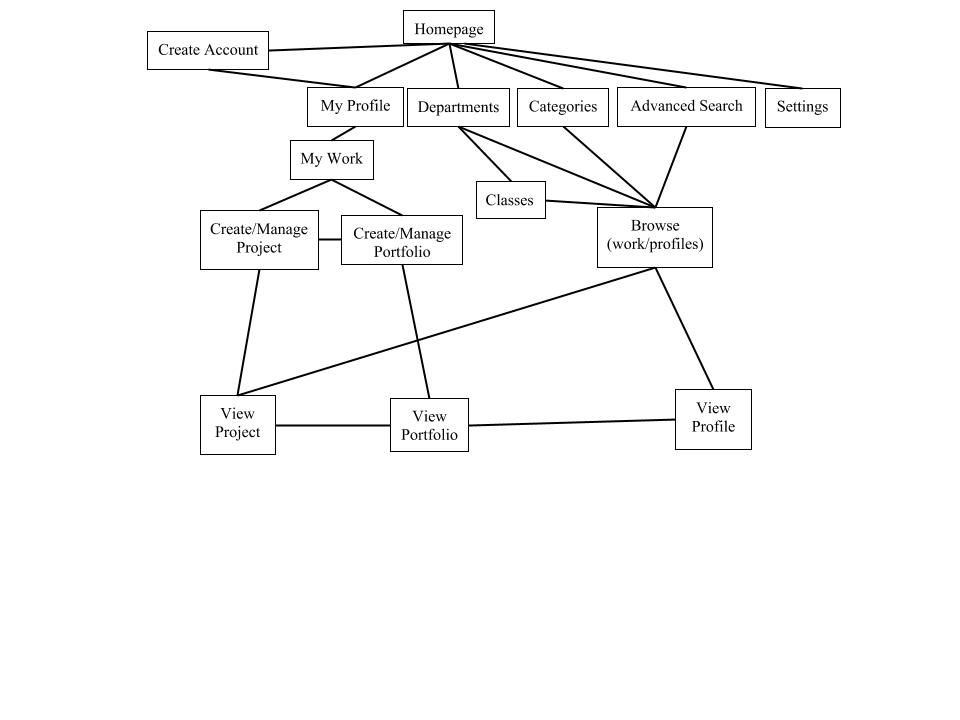 Homepage
Create Account
My Profile
Departments
Categories
Advanced Search
Settings
My Work
Classes
Create/Manage
Project
Create/Manage
Portfolio
Browse
(work/profiles)
View
Project
View
Portfolio
View
Profile